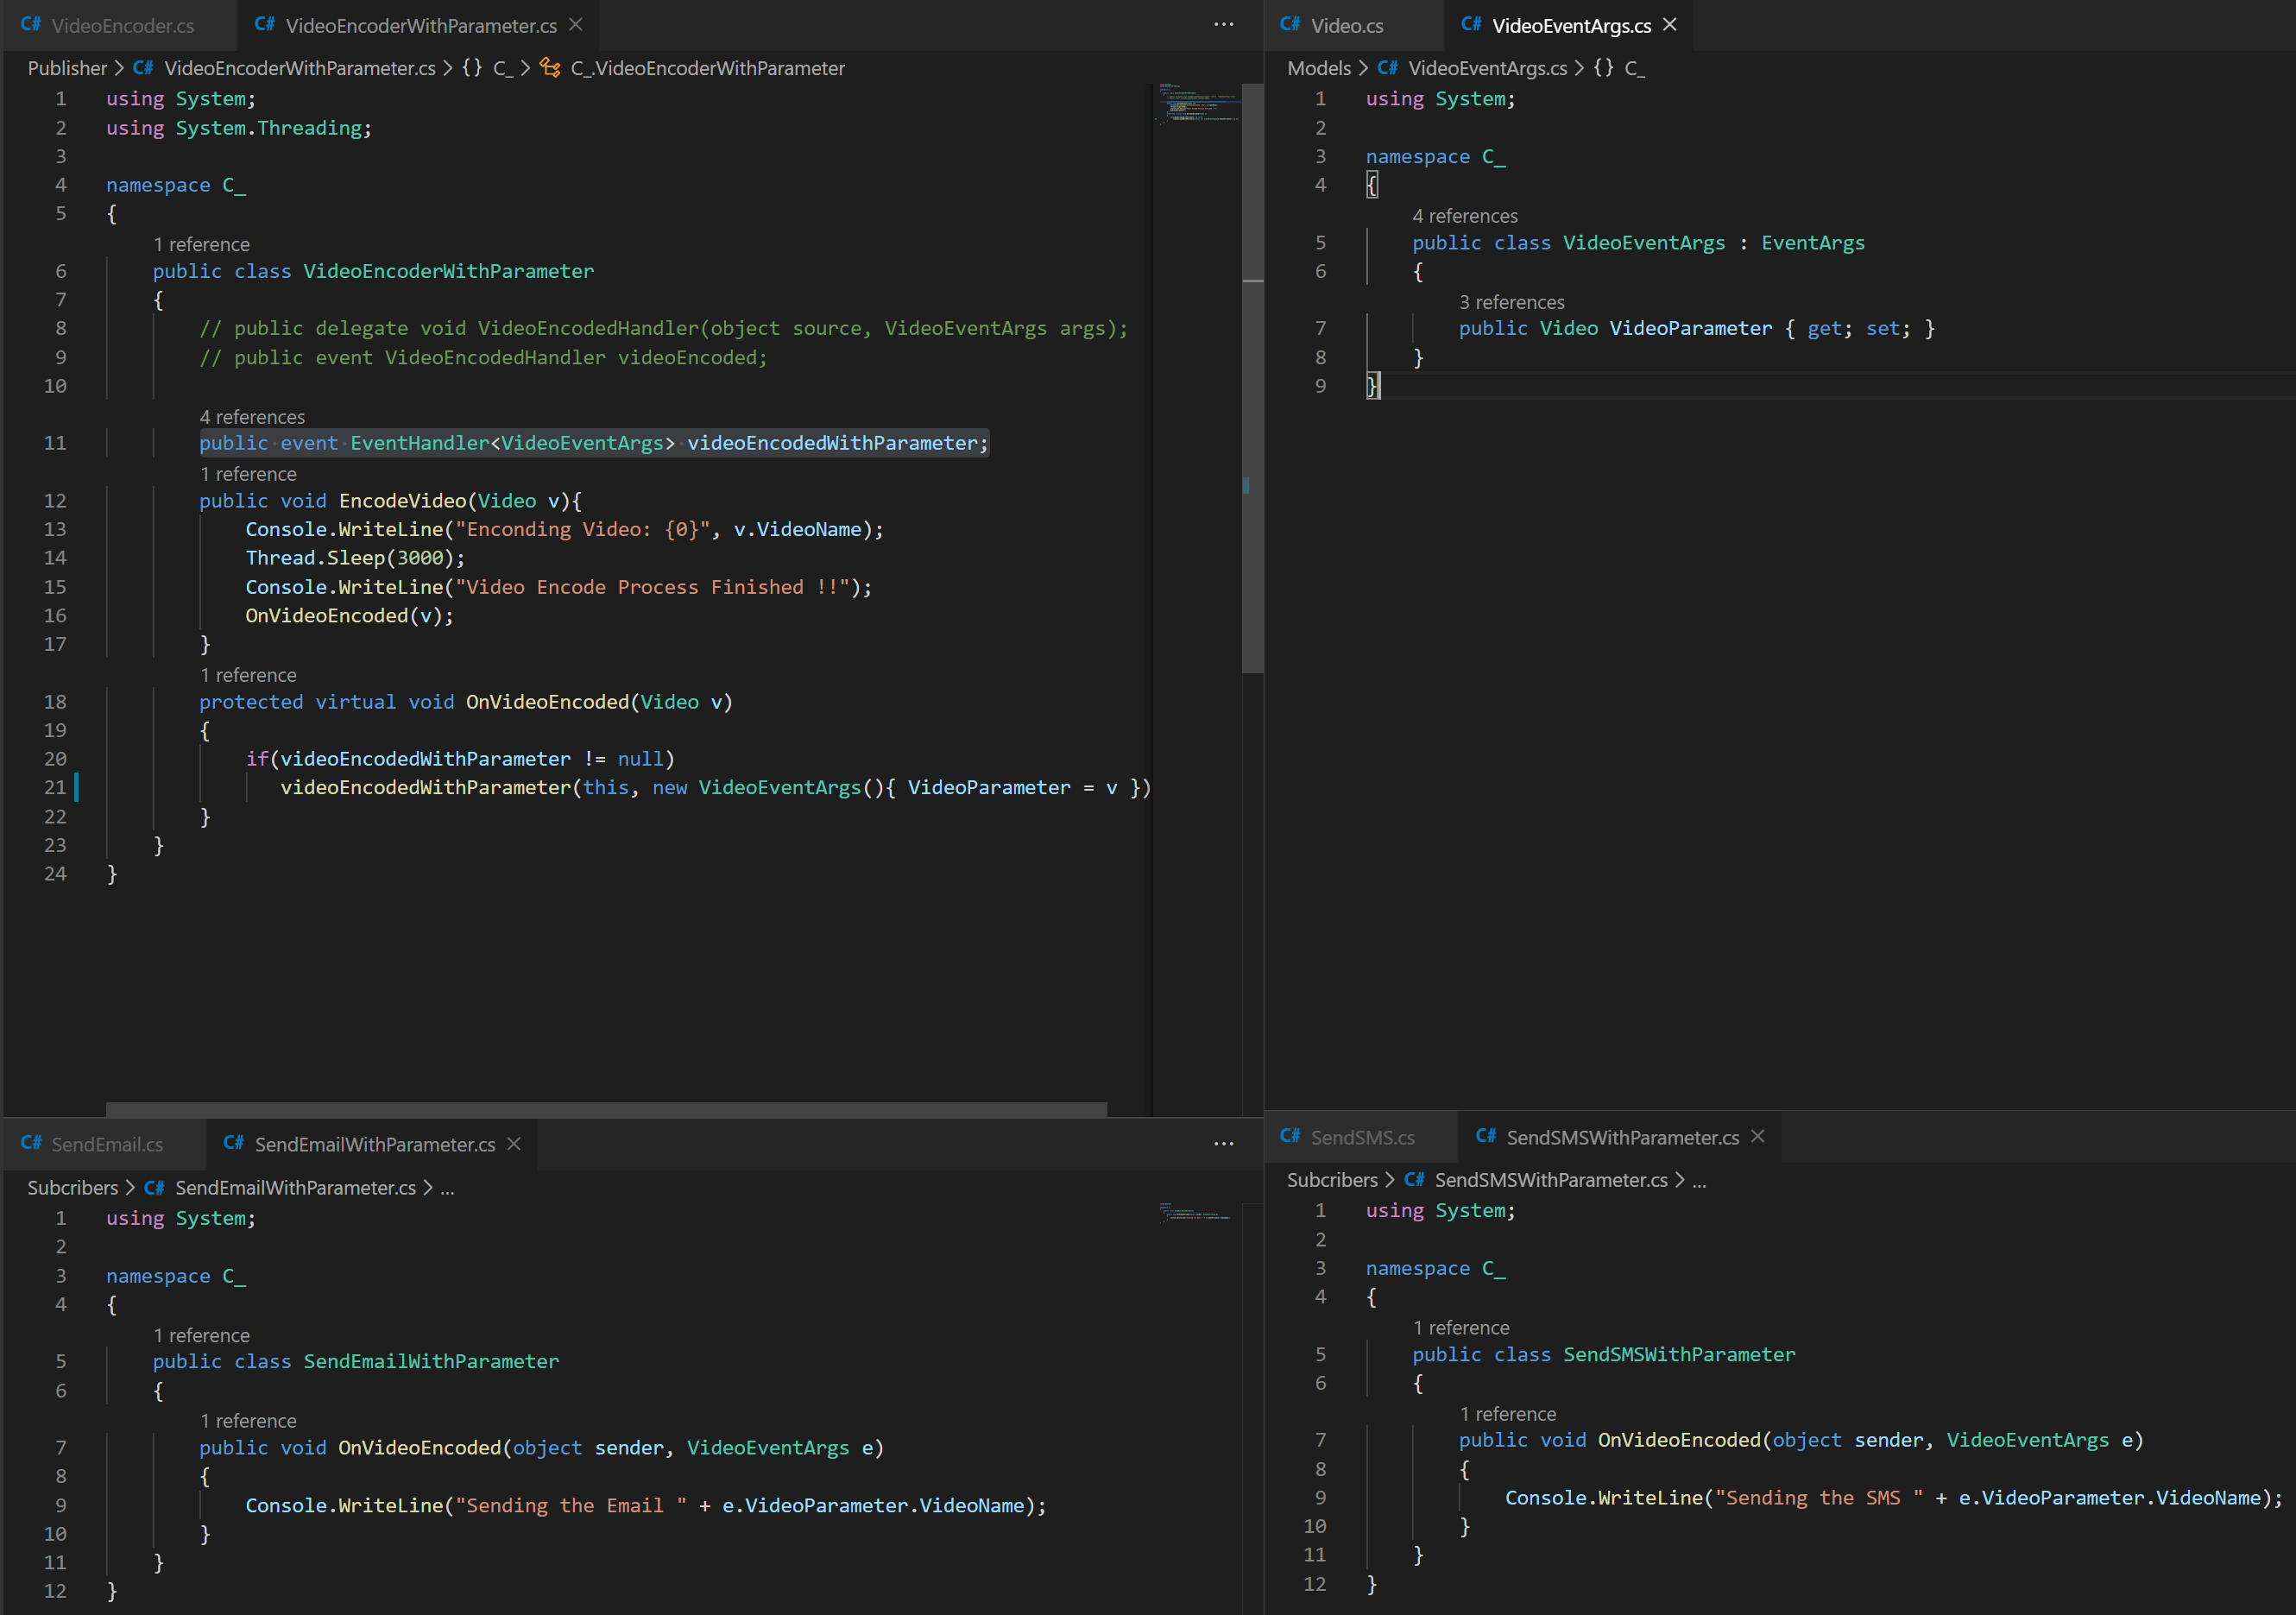 C# VideoEncoder.cs
C# VideoEncoderWithParameter.cs
Publisher > C# VideoEncoderWithParameter.cs > {} C_ > C_.VideoEncoderWithParameter
1 using System;
2 using System.Threading;
3
4 namespace C_
5 {
1 reference
6 public class VideoEncoderWithParameter
7 {
8 // public delegate void VideoEncodedHandler(object source, VideoEventArgs args);
9 // public event VideoEncodedHandler videoEncoded;
10
4 references
11 public event EventHandler<VideoEventArgs> videoEncodedWithParameter;
1 reference
12 public void EncodeVideo(Video v){
13 Console.WriteLine("Enconding Video: {0}", v.VideoName);
14 Thread.Sleep(3000);
15 Console.WriteLine("Video Encode Process Finished !!");
16 OnVideoEncoded(v);
17 }
1 reference
18 protected virtual void OnVideoEncoded(Video v)
19 {
20 if(videoEncodedWithParameter != null)
21 videoEncodedWithParameter(this, new VideoEventArgs(){ VideoParameter = v })
22 }
23 }
24 }
C# Video.cs
C# VideoEventArgs.cs
Models > C# VideoEventArgs.cs > {} C_
1 using System;
2
3 namespace C_
4 {
4 references
5 public class VideoEventArgs : EventArgs
6 {
3 references
7 public Video VideoParameter { get; set; }
8 }
9 }
C# SendEmail.cs
C# SendEmailWithParameter.cs
Subcribers > C# SendEmailWithParameter.cs > ...
1 using System;
2
3 namespace C_
4 {
1 reference
5 public class SendEmailWithParameter
6 {
1 reference
7 public void OnVideoEncoded(object sender, VideoEventArgs e)
8 {
9 Console.WriteLine("Sending the Email " + e.VideoParameter.VideoName);
10 }
11 }
12 }
C# SendSMS.cs
C# SendSMSWithParameter.cs
Subcribers > C# SendSMSWithParameter.cs > ...
1 using System;
2
3 namespace C_
4 {
1 reference
5 public class SendSMSWithParameter
6 {
1 reference
7 public void OnVideoEncoded(object sender, VideoEventArgs e)
8 {
9 Console.WriteLine("Sending the SMS " + e.VideoParameter.VideoName);
10 }
11 }
12 }